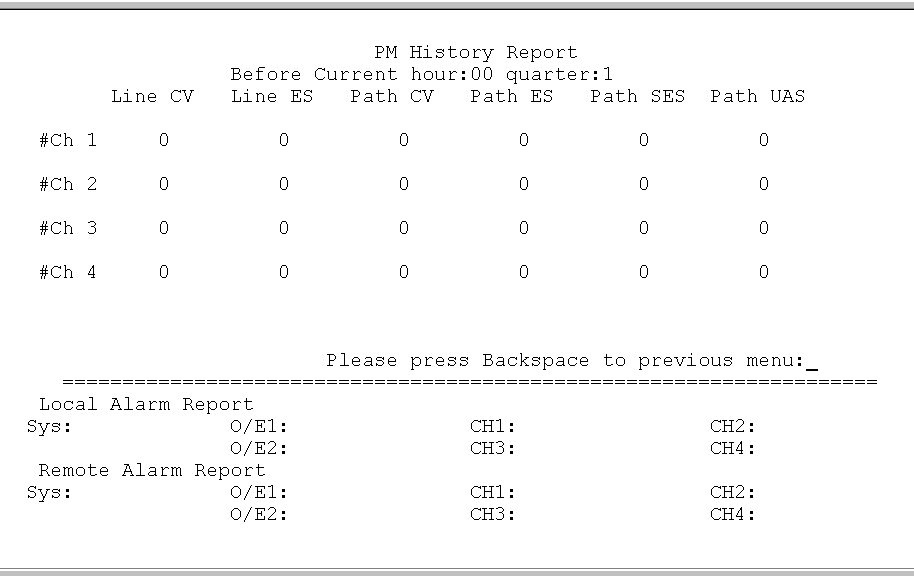 PM History Report
Before Current hour:00 quarter:1
Line CV Line ES Path CV Path ES Path SES Path UAS
#Ch 1 0 0 0 0 0 0
#Ch 2 0 0 0 0 0 0
#Ch 3 0 0 0 0 0 0
#Ch 4 0 0 0 0 0 0
Please press Backspace to previous menu:_
====================================================================
Local Alarm Report
Sys: O/E1: CH1: CH2:
O/E2: CH3: CH4:
Remote Alarm Report
Sys: O/E1: CH1: CH2:
O/E2: CH3: CH4: